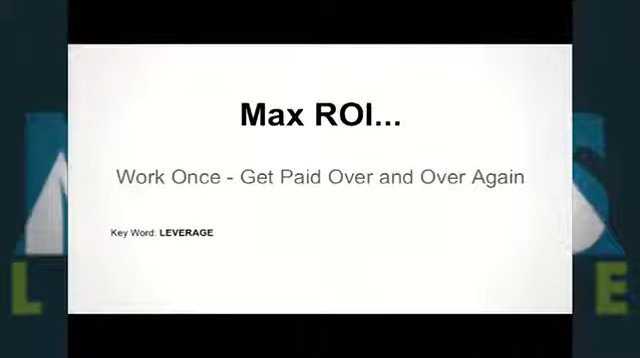 Max ROI...
Work Once - Get Paid Over and Over Again
Key Word: LEVERAGE
L
E